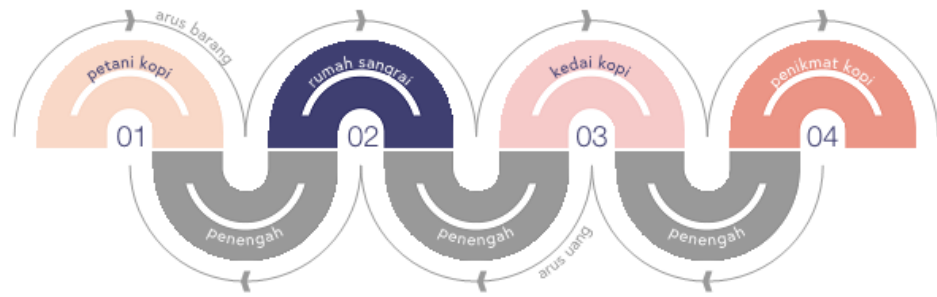 arus barang
petani kopi
rumah sangrai
kedai kopi
penikmat kopi
01
02
03
04
penengah
penengah
penengah
arus uang